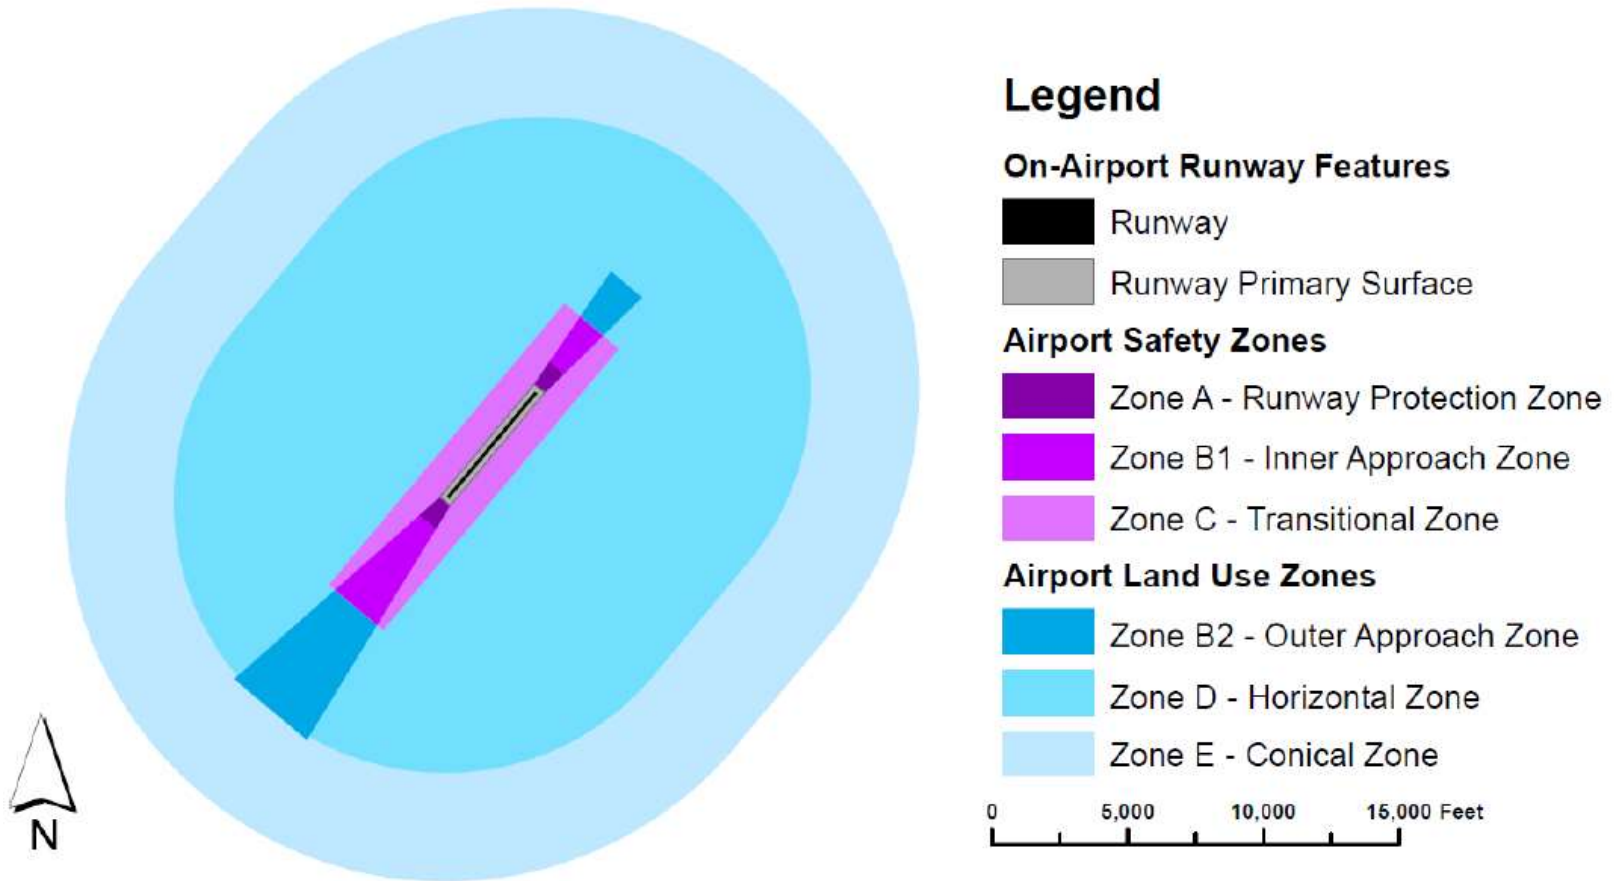 Legend
On-Airport Runway Features
Runway
Runway Primary Surface
Airport Safety Zones
Zone A - Runway Protection Zone
Zone B1 - Inner Approach Zone
Zone C - Transitional Zone
Airport Land Use Zones
Zone B2 - Outer Approach Zone
Zone D - Horizontal Zone
Zone E - Conical Zone
0 5,000 10,000 15,000 Feet
N